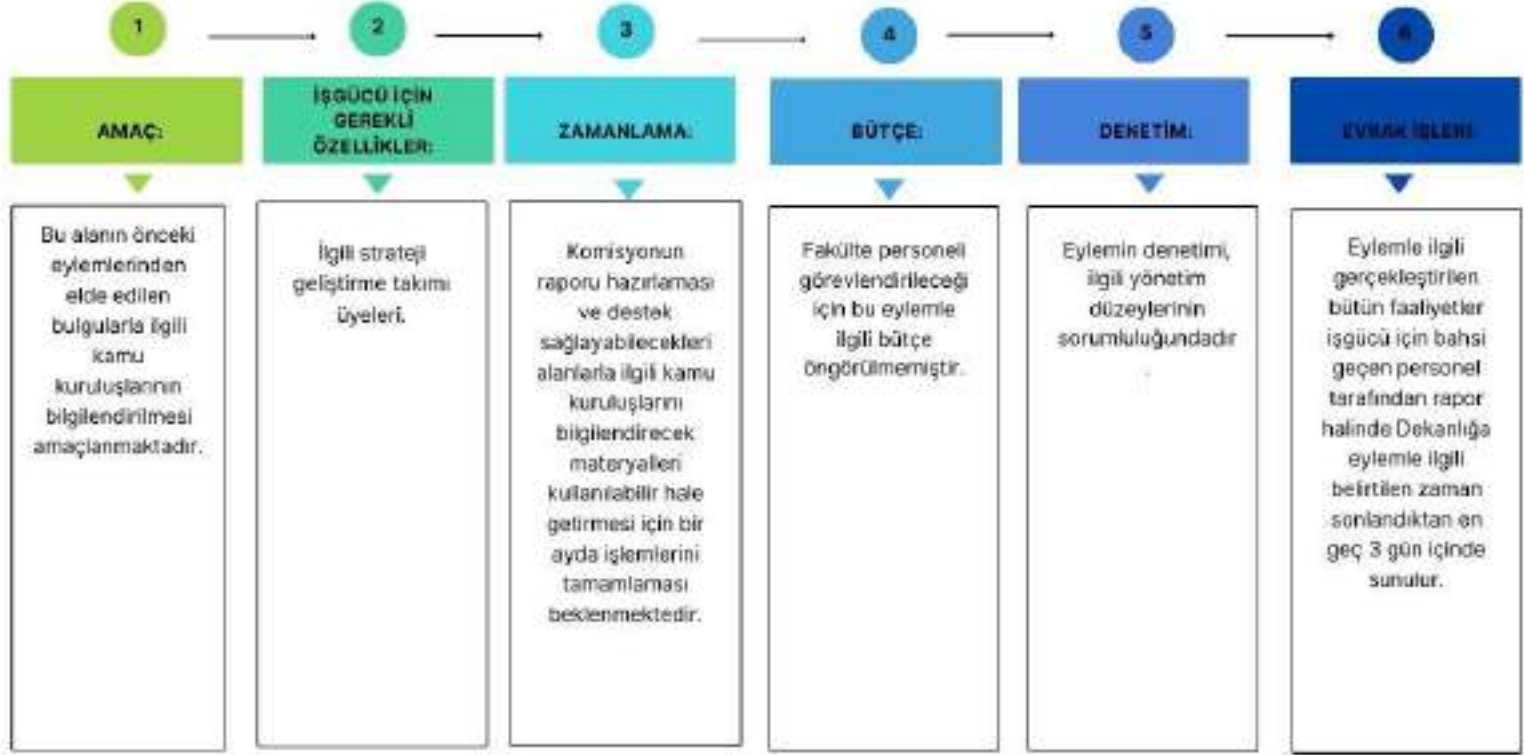 1
2
3
4
5
6
AMAÇ:
İŞGÜCÜ İÇİN
GEREKLİ
ÖZELLİKLER:
ZAMANLAMA:
BÜTÇE:
DENETİM:
EVRAK İŞLERİ:
Bu alanın önceki
eylemlerinden
elde edilen
bulgularla ilgili
kamu
kuruluşlarının
bilgilendirilmesi
amaçlanmaktadır.
İlgili strateji
geliştirme takımı
üyeleri.
Komisyonun
raporu hazırlaması
ve destek
sağlayabilecekleri
alanlarla ilgili kamu
kuruluşlarını
bilgilendirecek
materyalleri
kullanılabilir hale
getirmesi için bir
ayda işlemlerini
tamamlaması
beklenmektedir.
Fakülte personeli
görevlendirileceği
için bu eylemle
ilgili bütçe
öngörülmemiştir.
Eylemin denetimi,
ilgili yönetim
düzeylerinin
sorumluluğundadır
.
Eylemle ilgili
gerçekleştirilen
bütün faaliyetler
işgücü için bahsi
geçen personel
tarafından rapor
halinde Dekanlığa
eylemle ilgili
belirtilen zaman
sonlandıktan en
geç 3 gün içinde
sunulur.